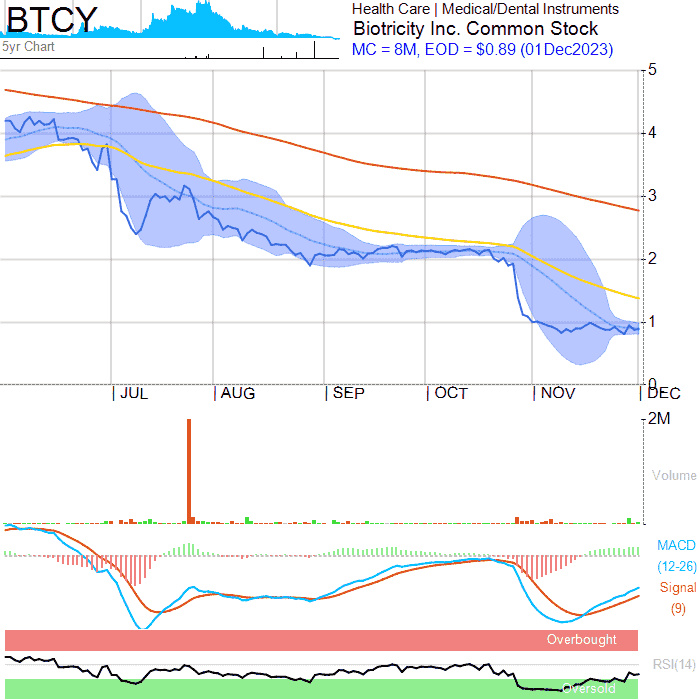 BTCY
5yr Chart
Health Care | Medical/Dental Instruments
Biotricity Inc. Common Stock
MC = 8M, EOD = $0.89 (01Dec2023)
5
4
3
2
1
0
JUL AUG SEP OCT NOV DEC
2M
Volume
MACD
(12-26)
Signal
(9)
Overbought
RSI(14)
Oversold